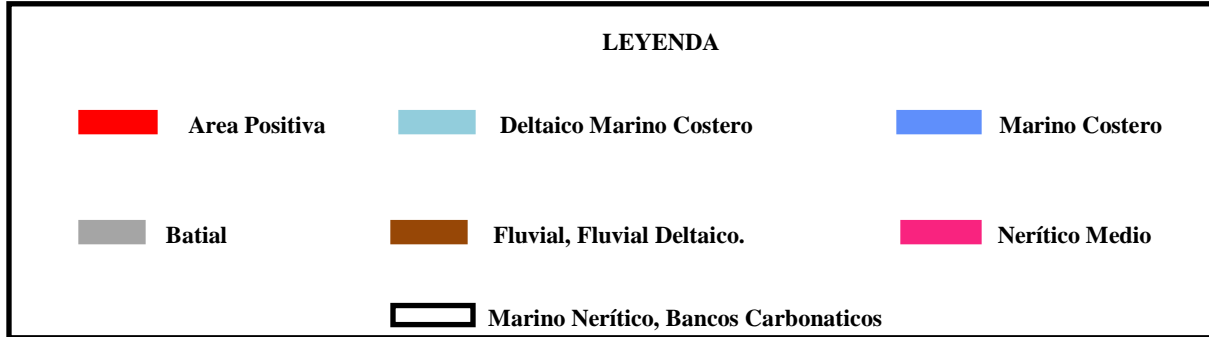 LEYENDA
Area Positiva
Deltaico Marino Costero
Marino Costero
Batial
Fluvial, Fluvial Deltaico.
Nerítico Medio
Marino Nerítico, Bancos Carbonaticos